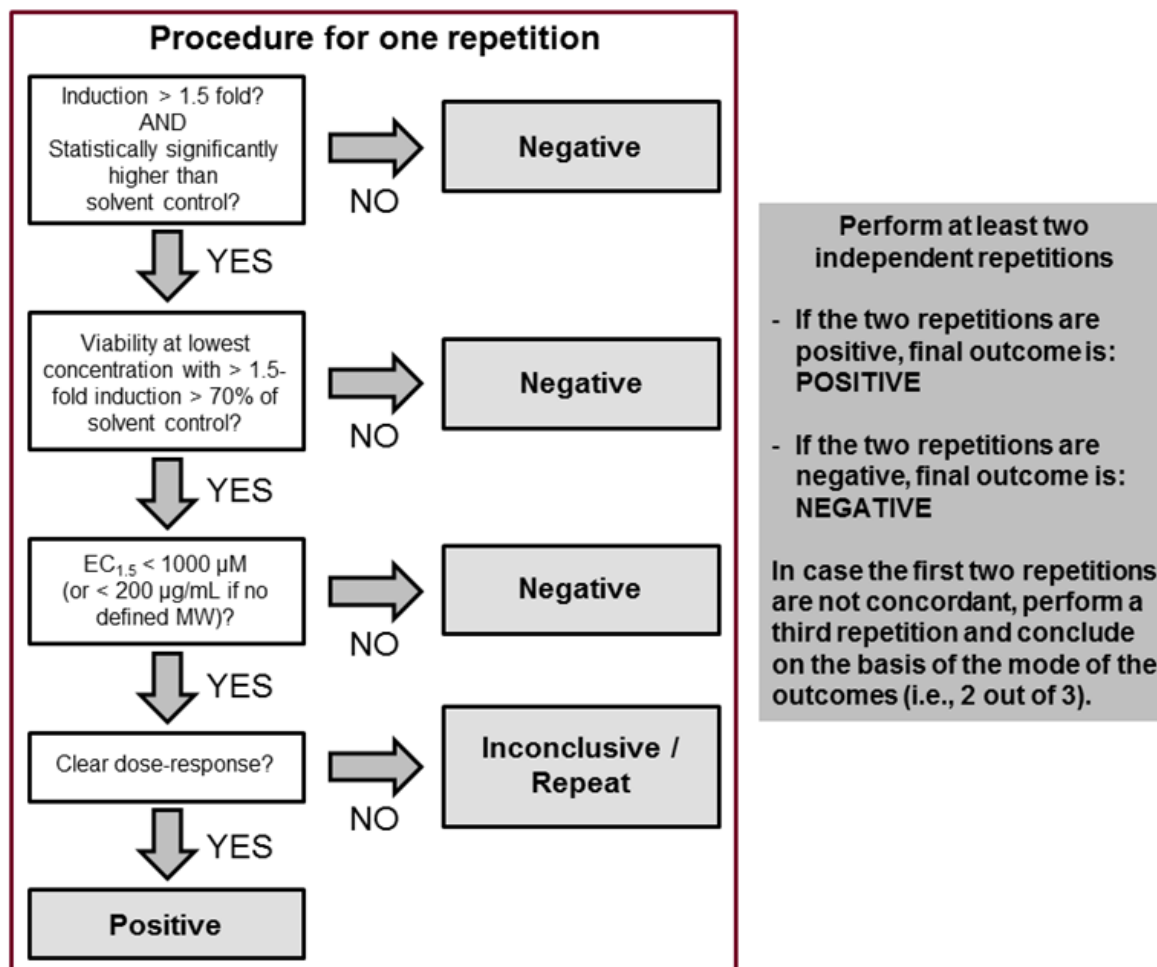 Procedure for one repetition
Induction > 1.5 fold?
AND
Statistically significantly
higher than
solvent control?
NO
Negative
YES
Viability at lowest
concentration with > 1.5-
fold induction > 70% of
solvent control?
NO
Negative
YES
EC1.5 < 1000 µM
(or < 200 µg/mL if no
defined MW)?
NO
Negative
YES
Clear dose-response?
NO
Inconclusive /
Repeat
YES
Positive
Perform at least two
independent repetitions
- If the two repetitions are
positive, final outcome is:
POSITIVE
- If the two repetitions are
negative, final outcome is:
NEGATIVE
In case the first two repetitions
are not concordant, perform a
third repetition and conclude
on the basis of the mode of the
outcomes (i.e., 2 out of 3).